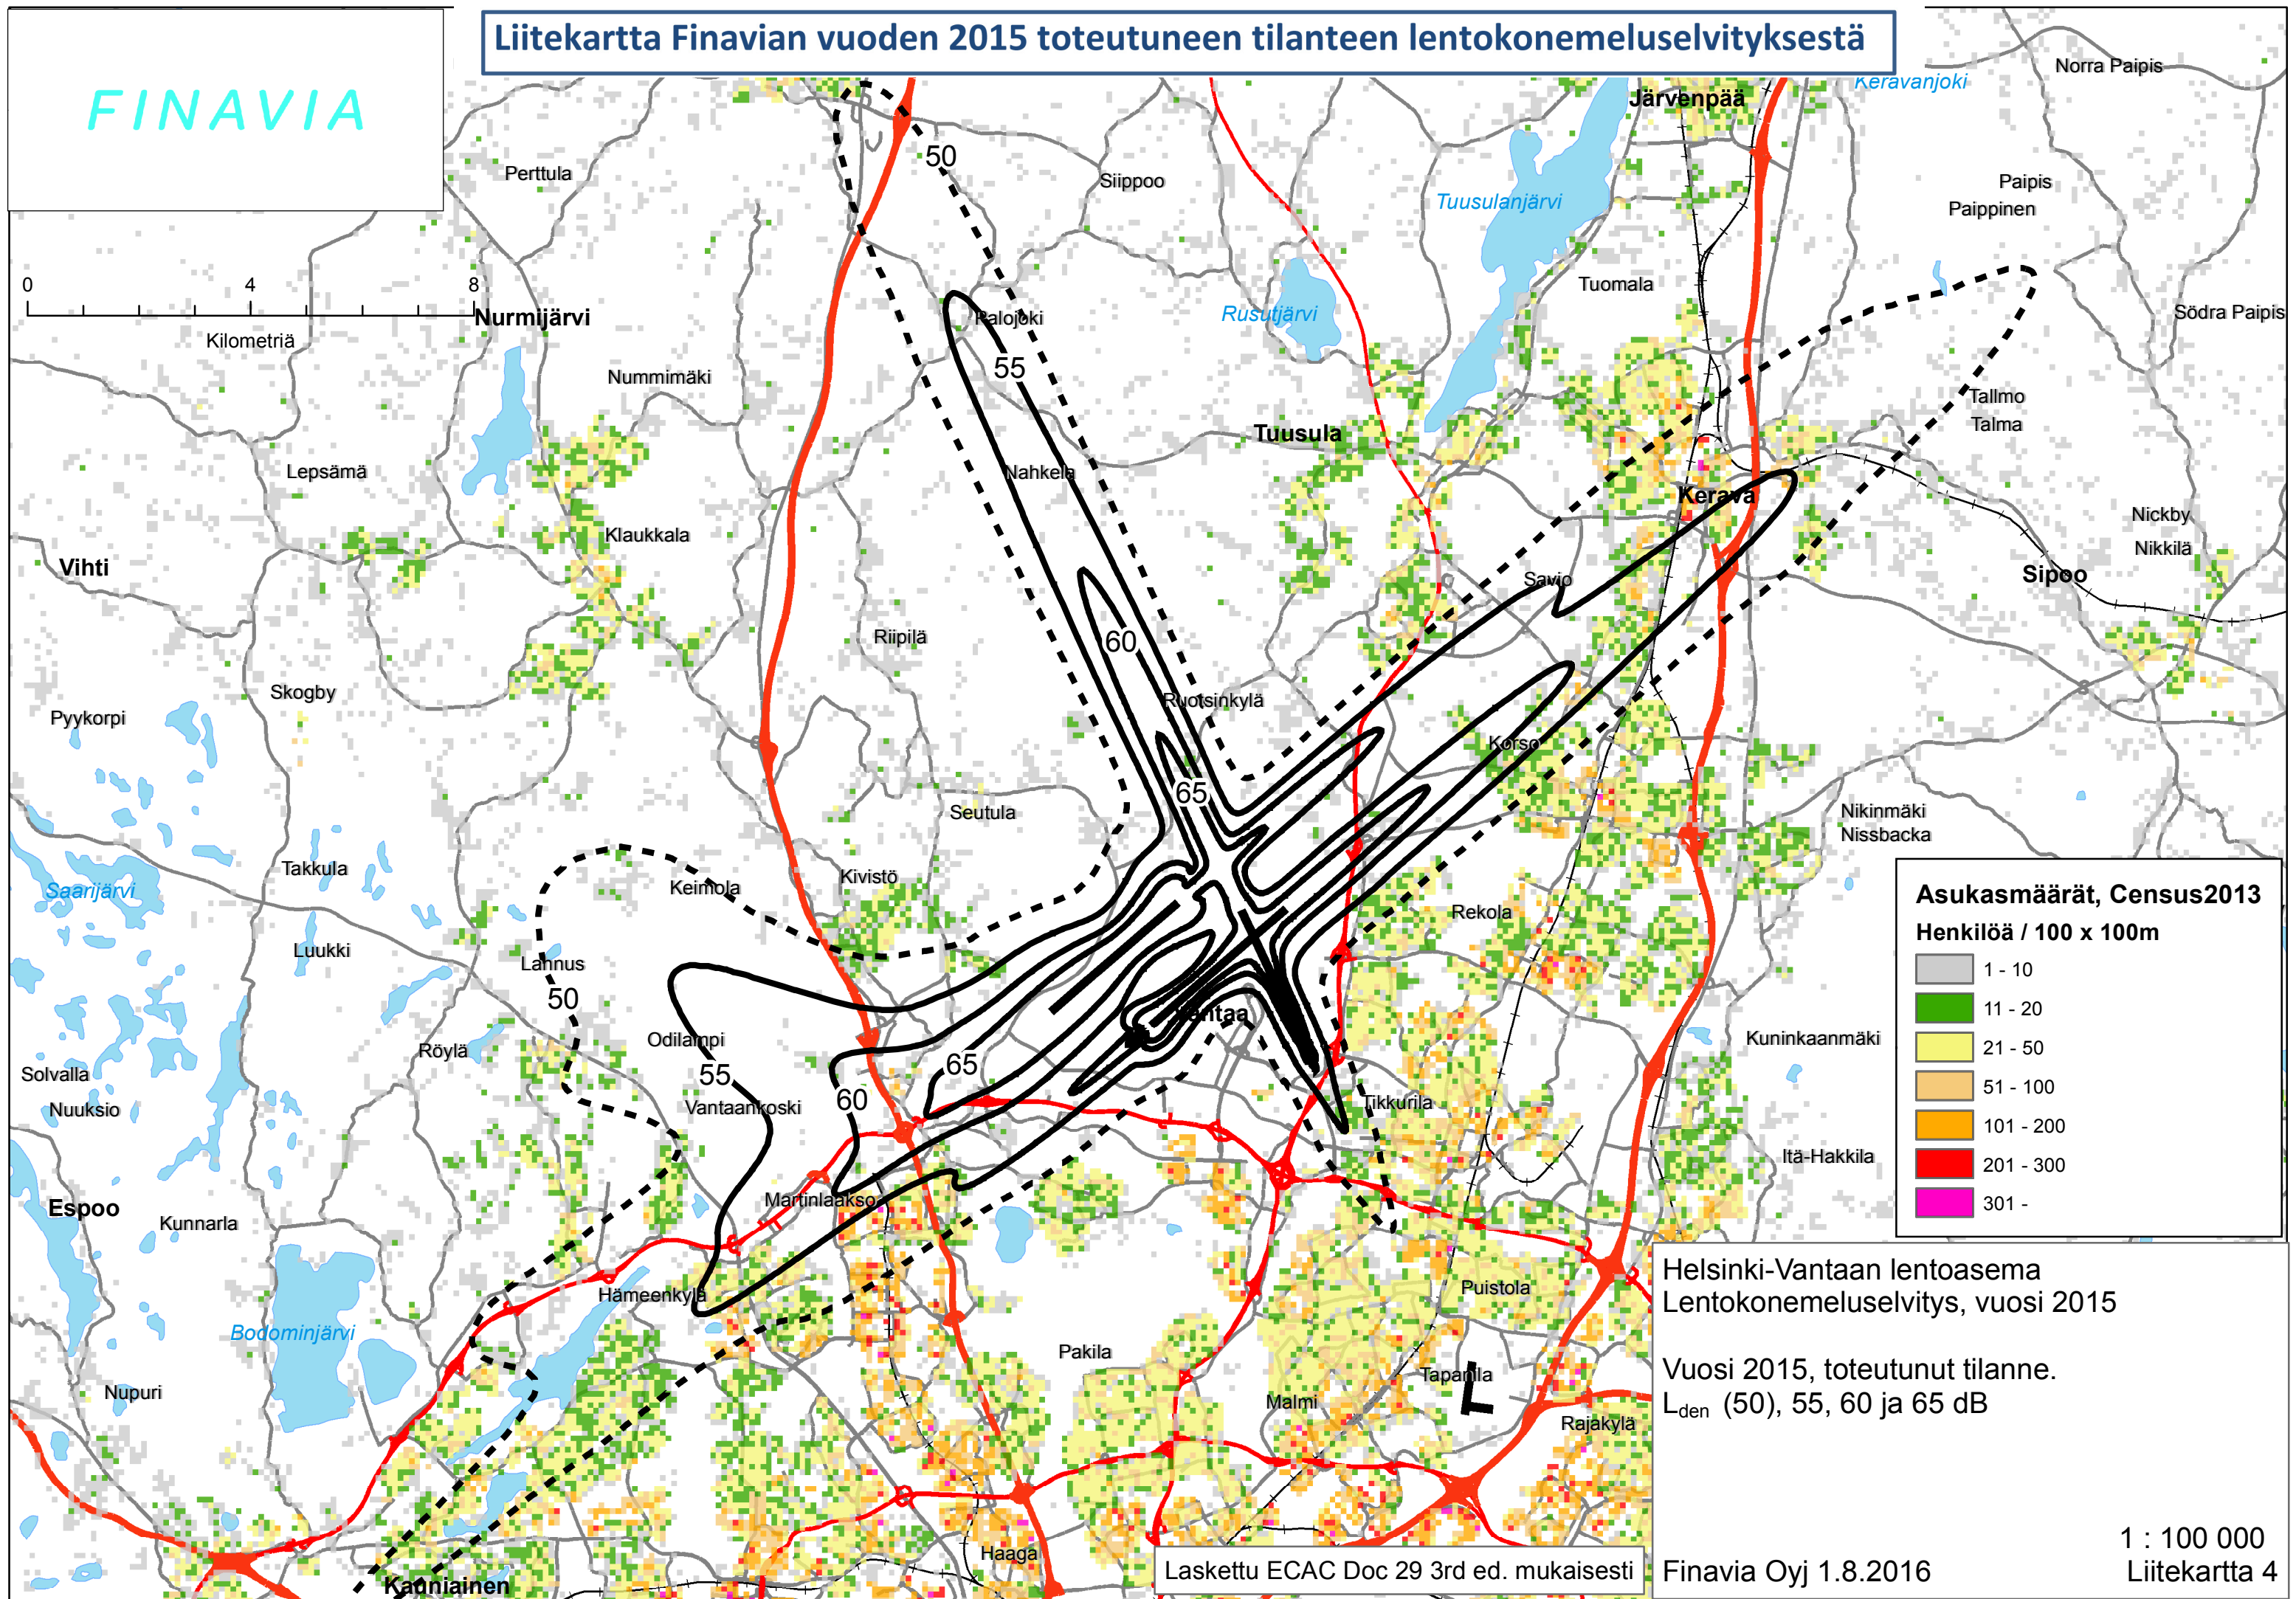 Liitekartta Finavian vuoden 2015 toteutuneen tilanteen lentokonemeluselvityksestä
FINAVIA
Keravanjoki
Norra Paipis
Järvenpää
50
Perttula
Siippoo
Tuusulanjärvi
Paipis
Paippinen
0 4 8
Kilometriä
Nurmijärvi
Palojoki
Rusutjärvi
Tuomala
Södra Paipis
55
Nummimäki
Tallmo
Talma
Tuusula
Lepsämä
Nahkela
Kerava
Klaukkala
Nickby
Nikkilä
Vihti
Savio
Sipoo
Riipilä
60
Skogby
Ruotsinkylä
Pyykorpi
Korso
65
Seutula
Nikinmäki
Nissbacka
Takkula
Saarijärvi
Keimola
Kivistö
Rekola
Luukki
Lahnus
50
Vantaa
Odilampi
Röylä
Kuninkaanmäki
65
Solvalla
55
Nuuksio
Vantaankoski
60
Tikkurila
Itä-Hakkila
Martinlaakso
Espoo
Kunnarla
Hämeenkylä
Puistola
Bodominjärvi
Pakila
Nupuri
Malmi
Tapanila
Rajakylä
Haaga
Kauniainen
Asukasmäärät, Census2013
Henkilöä / 100 x 100m
1 - 10
11 - 20
21 - 50
51 - 100
101 - 200
201 - 300
301 -
Helsinki-Vantaan lentoasema
Lentokonemeluselvitys, vuosi 2015
Vuosi 2015, toteutunut tilanne.
Lden (50), 55, 60 ja 65 dB
1 : 100 000
Laskettu ECAC Doc 29 3rd ed. mukaisesti
Finavia Oyj 1.8.2016
Liitekartta 4